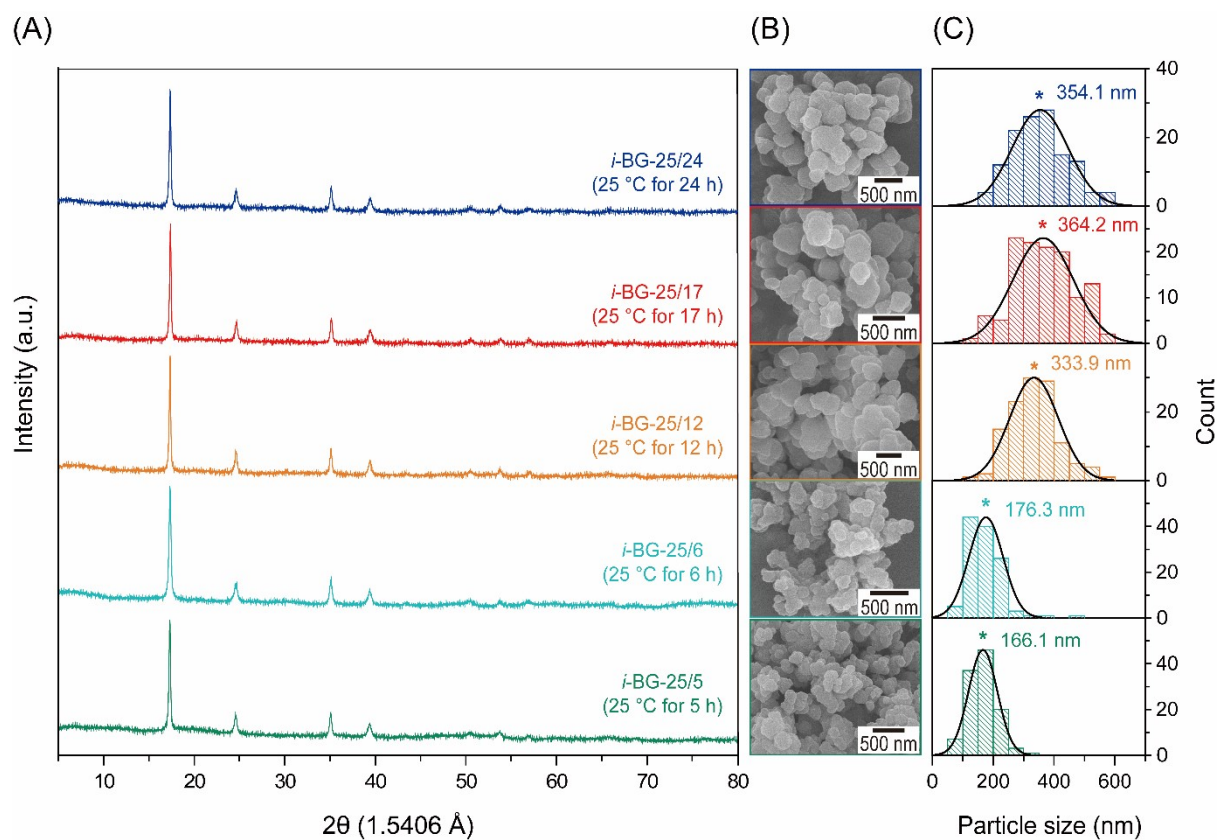 (A)
(B)
(C)
Intensity (a.u.)
i-BG-25/24
(25 °C for 24 h)
i-BG-25/17
(25 °C for 17 h)
i-BG-25/12
(25 °C for 12 h)
i-BG-25/6
(25 °C for 6 h)
i-BG-25/5
(25 °C for 5 h)
10 20 30 40 50 60 70 80
2θ (1.5406 Å)
500 nm
500 nm
500 nm
500 nm
500 nm
* 354.1 nm
40
20
0
* 364.2 nm
20
10
0
* 333.9 nm
20
0
* 176.3 nm
40
20
0
* 166.1 nm
40
20
0
Count
0 200 400 600
Particle size (nm)